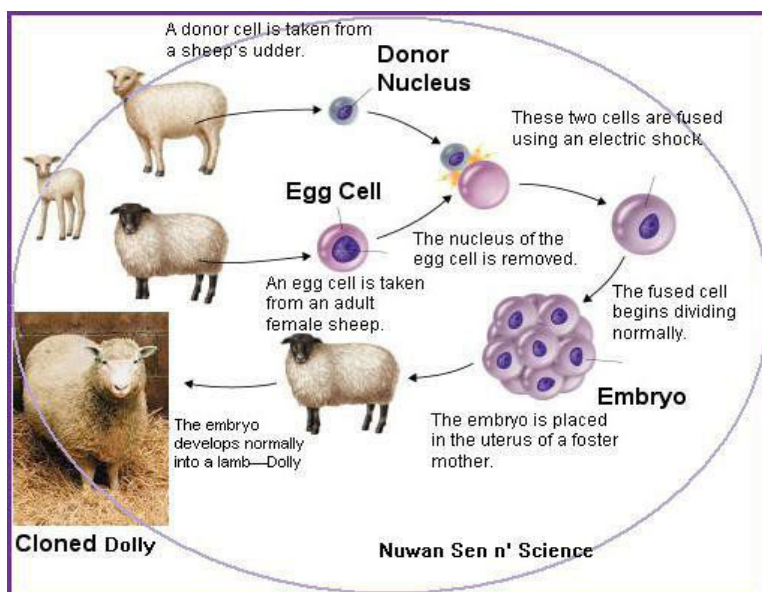 A donor cell is taken from
a sheep's udder.
Donor
Nucleus
These two cells are fused
using an electric shock.
Egg Cell
The nucleus of the
egg cell is removed.
An egg cell is taken
from an adult
female sheep.
The fused cell
begins dividing
normally.
Embryo
The embryo is placed
in the uterus of a foster
mother.
The embryo
develops normally
into a lamb—Dolly
Cloned Dolly
Nuwan Sen n' Science